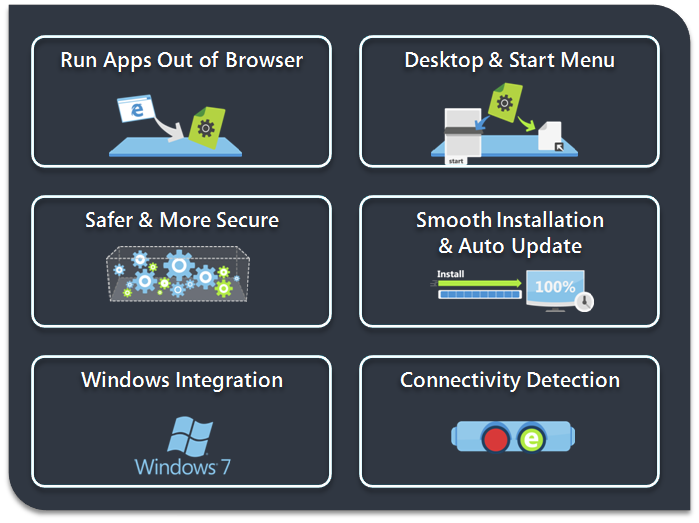 Run Apps Out of Browser
Desktop & Start Menu
start
Safer & More Secure
Smooth Installation
& Auto Update
Install
100%
Windows Integration
Windows 7
Connectivity Detection
e